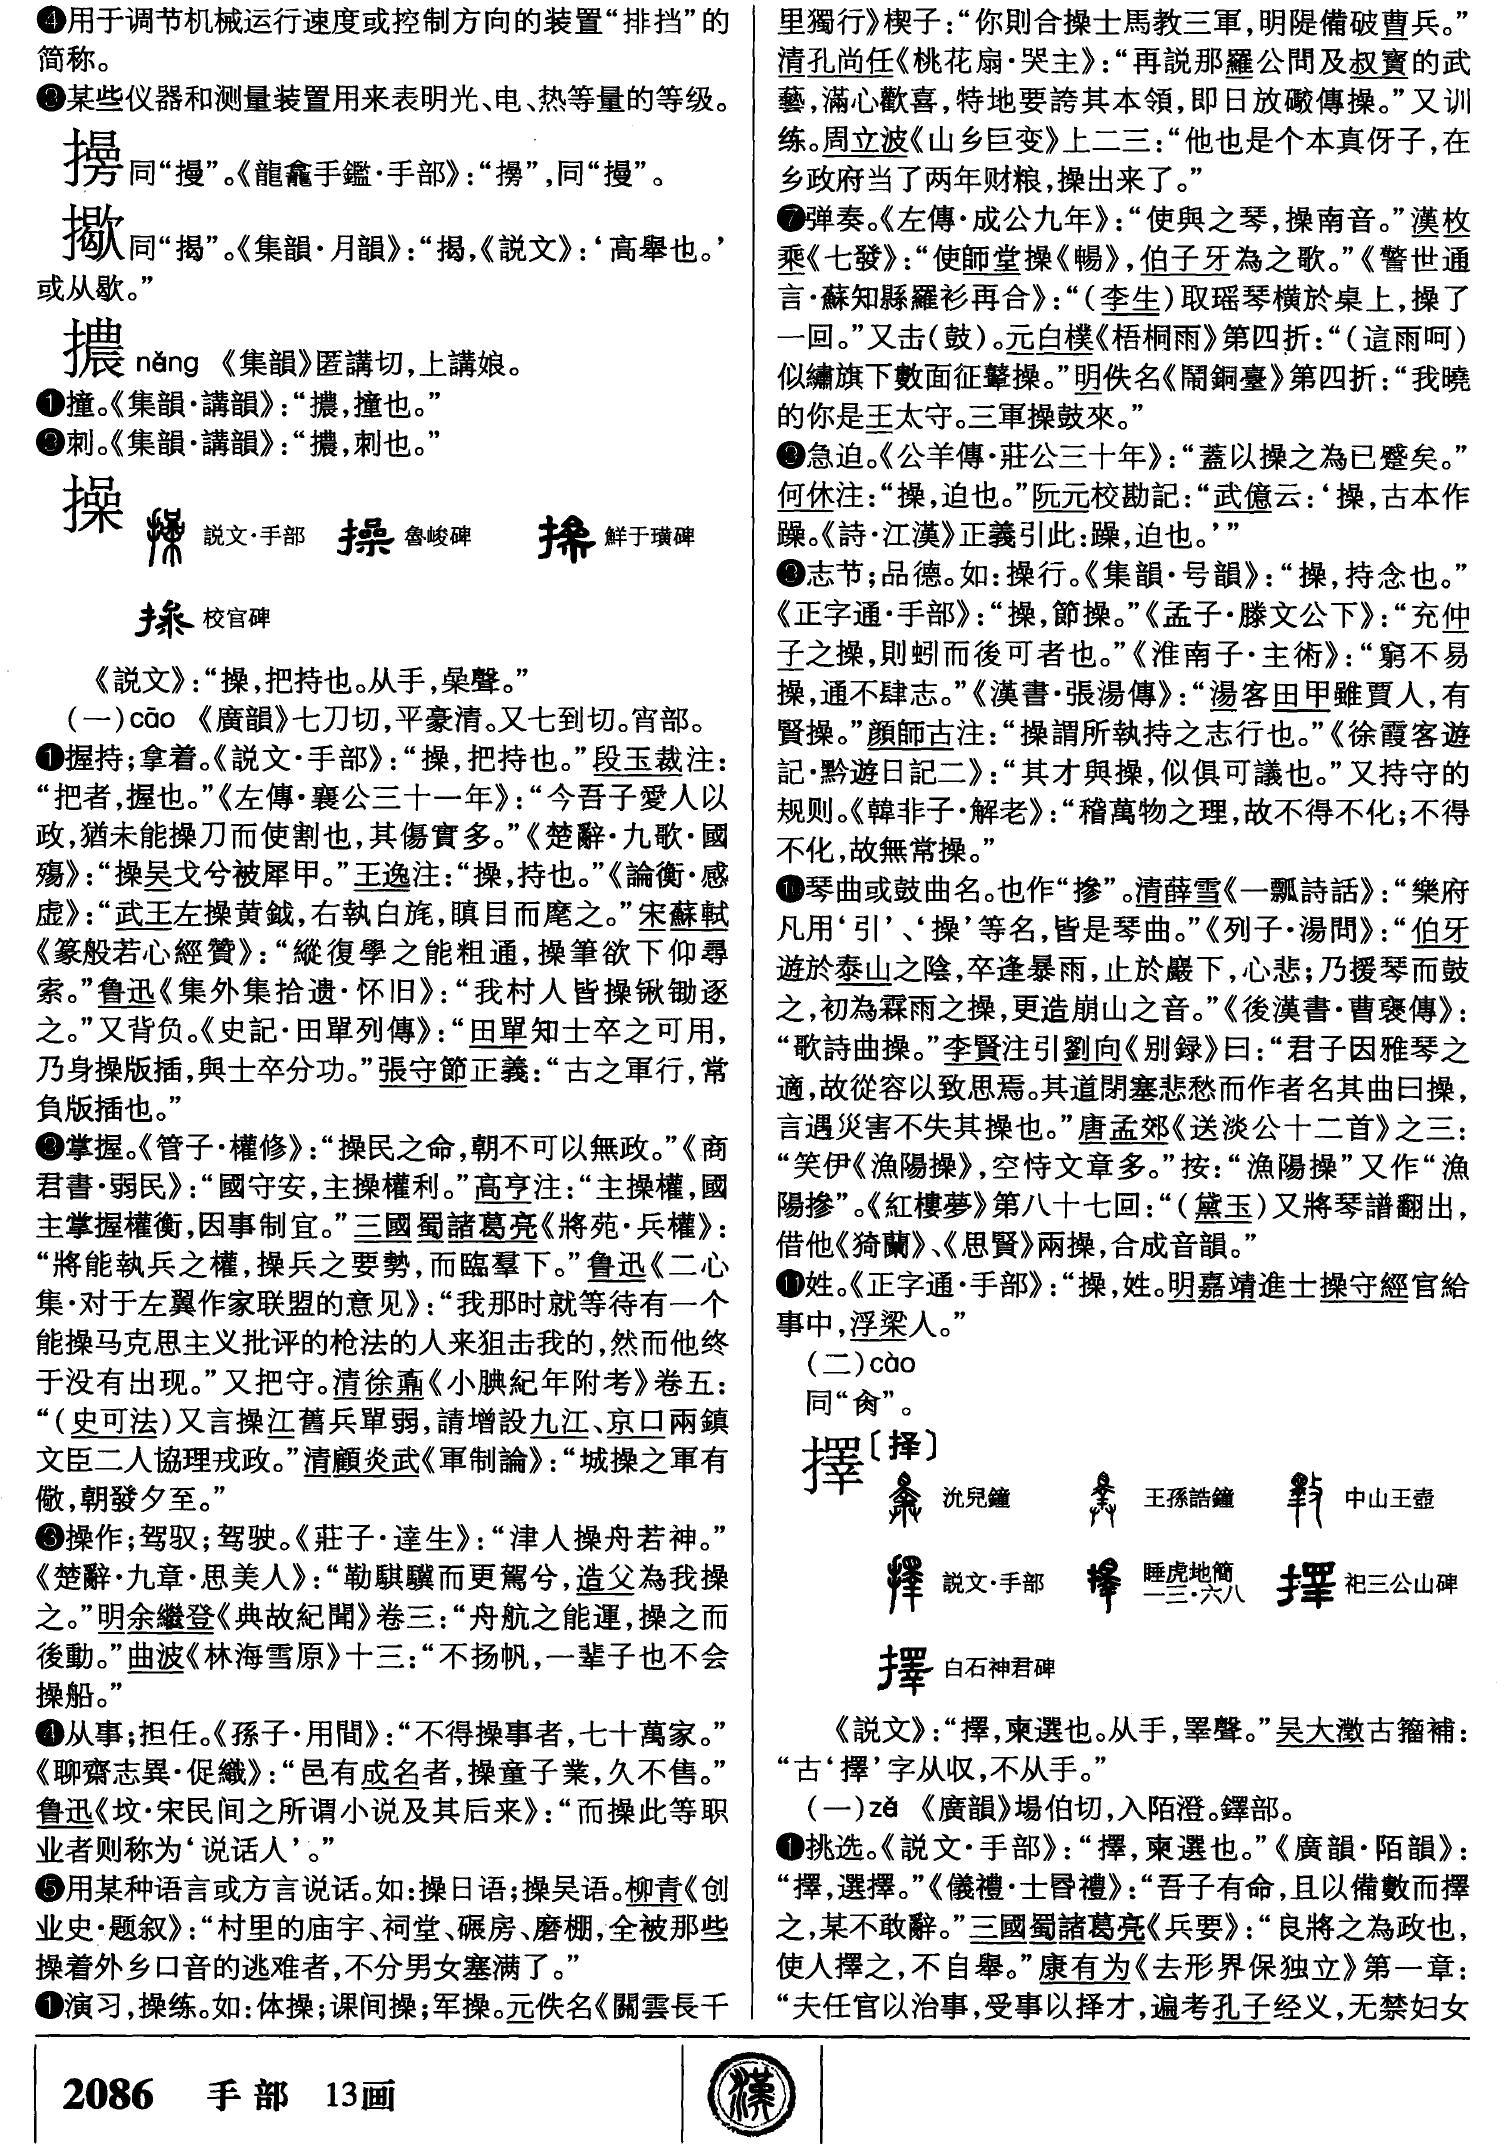 ❹用于调节机械运行速度或控制方向的装置“排挡”的
简称。
❺某些仪器和测量装置用来表明光、电、热等量的等级。
同“擾”。《龍龕手鑑·手部》：
擨同“揭”。《集韻·月韻》：“揭，《説文》：‘高舉也。’
或从歇。”
擃 nǎng 《集韻》匿講切，上講娘。
❶撞。《集韻·講韻》：“擃，撞也。”
❷刺。《集韻·講韻》：“擃，刺也。”
操
説文·手部 魯峻碑 鮮于璜碑
校官碑
《説文》：“操，把持也。从手，喿聲。”
（一）cāo 《廣韻》七刀切，平豪清。又七到切。宵部。
❶握持；拿着。《説文·手部》：“操，把持也。”段玉裁注：
“把者，握也。”《左傳·襄公三十一年》：“今吾子愛人以
政，猶未能操刀而使割也，其傷實多。”《楚辭·九歌·國
殤》：“操吴戈兮被犀甲。”王逸注：“操，持也。”《論衡·感
虚》：“武王左操黄鉞，右執白旄，瞋目而麾之。”宋蘇軾
《篆般若心經贊》：“縱復學之能粗通，操筆欲下仰尋
索。”鲁迅《集外集拾遗·怀旧》：“我村人皆操锹锄逐
之。”又背负。《史記·田單列傳》：“田單知士卒之可用，
乃身操版插，與士卒分功。”張守節正義：“古之軍行，常
負版插也。”
❷掌握。《管子·權修》：“操民之命，朝不可以無政。”《商
君書·弱民》：“國守安，主操權利。”高亨注：“主操權，國
主掌握權衡，因事制宜。”三國蜀諸葛亮《將苑·兵權》：
“將能執兵之權，操兵之要勢，而臨羣下。”鲁迅《二心
集·对于左翼作家联盟的意见》：“我那时就等待有一个
能操马克思主义批评的枪法的人来狙击我的，然而他终
于没有出现。”又把守。清徐鼒《小腆紀年附考》卷五：
“（史可法）又言操江舊兵單弱，請增設九江、京口兩鎮
文臣二人協理戎政。”清顧炎武《軍制論》：“城操之軍有
儆，朝發夕至。”
❸操作；驾驭；驾驶。《莊子·達生》：“津人操舟若神。”
《楚辭·九章·思美人》：“勒騏驥而更駕兮，造父為我操
之。”明余繼登《典故紀聞》卷三：“舟航之能運，操之而
後動。”曲波《林海雪原》十三：“不扬帆，一辈子也不会
操船。”
❹从事；担任。《孫子·用間》：“不得操事者，七十萬家。”
《聊齋志異·促織》：“邑有成名者，操童子業，久不售。”
鲁迅《坟·宋民间之所谓小说及其后来》：“而操此等职
业者则称为‘说话人’。”
❺用某种语言或方言说话。如：操日语；操吴语。柳青《创
业史·题叙》：“村里的庙宇、祠堂、碾房、磨棚，全被那些
操着外乡口音的逃难者，不分男女塞满了。”
❶演习，操练。如：体操；课间操；军操。元佚名《關雲長千
里獨行》楔子：“你則合操士馬教三軍，明隄備破曹兵。”
清孔尚任《桃花扇·哭主》：“再説那羅公問及叔寳的武
藝，滿心歡喜，特地要誇其本領，即日放礮傳操。”又训
练。周立波《山乡巨变》上二三：“他也是个本真伢子，在
乡政府当了两年财粮，操出来了。”
❼弹奏。《左傳·成公九年》：“使與之琴，操南音。”漢枚
乘《七發》：“使師堂操《暢》，伯子牙為之歌。”《警世通
言·蘇知縣羅衫再合》：“（李生）取瑶琴横於桌上，操了
一回。”又击（鼓）。元白樸《梧桐雨》第四折：“（這雨呵）
似繡旗下數面征鼙操。”明佚名《鬧銅臺》第四折：“我曉
的你是王太守。三軍操鼓來。”
❽急迫。《公羊傳·莊公三十年》：“蓋以操之為已蹙矣。”
何休注：“操，迫也。”阮元校勘記：“武億云：‘操，古本作
躁。《詩·江漢》正義引此：躁，迫也。’”
❾志节；品德。如：操行。《集韻·号韻》：“操，持念也。”
《正字通·手部》：“操，節操。”《孟子·滕文公下》：“充仲
子之操，則蚓而後可者也。”《淮南子·主術》：“窮不易
操，通不肆志。”《漢書·張湯傳》：“湯客田甲雖賈人，有
賢操。”顔師古注：“操謂所執持之志行也。”《徐霞客遊
記·黔遊日記二》：“其才與操，似俱可議也。”又持守的
规则。《韓非子·解老》：“稽萬物之理，故不得不化；不得
不化，故無常操。”
❿琴曲或鼓曲名。也作“摻”。清薛雪《一瓢詩話》：“樂府
凡用‘引’、‘操’等名，皆是琴曲。”《列子·湯問》：“伯牙
遊於泰山之陰，卒逢暴雨，止於巖下，心悲；乃援琴而鼓
之，初為霖雨之操，更造崩山之音。”《後漢書·曹褒傳》：
“歌詩曲操。”李賢注引劉向《别録》曰：“君子因雅琴之
適，故從容以致思焉。其道閉塞悲愁而作者名其曲曰操，
言遇災害不失其操也。”唐孟郊《送淡公十二首》之三：
“笑伊《漁陽操》，空恃文章多。”按：“漁陽操”又作“漁
陽摻”。《紅樓夢》第八十七回：“（黛玉）又將琴譜翻出，
借他《猗蘭》、《思賢》兩操，合成音韻。”
⓫姓。《正字通·手部》：“操，姓。明嘉靖進士操守經官給
事中，浮梁人。”
（二）cào
同“肏”。
擇〔择〕
沇兒鐘 王孫誥鐘 中山王壺
説文·手部 睡虎地簡一三·六八 祀三公山碑
白石神君碑
《説文》：“擇，柬選也。从手，睪聲。”吴大澂古籀補：
“古‘擇’字从収，不从手。”
（一）zé 《廣韻》場伯切，入陌澄。鐸部。
❶挑选。《説文·手部》：“擇，柬選也。”《廣韻·陌韻》：
“擇，選擇。”《儀禮·士昏禮》：“吾子有命，且以備數而擇
之，某不敢辭。”三國蜀諸葛亮《兵要》：“良將之為政也，
使人擇之，不自舉。”康有为《去形界保独立》第一章：
“夫任官以治事，受事以择才，遍考孔子经义，无禁妇女
2086 手部 13画
漢